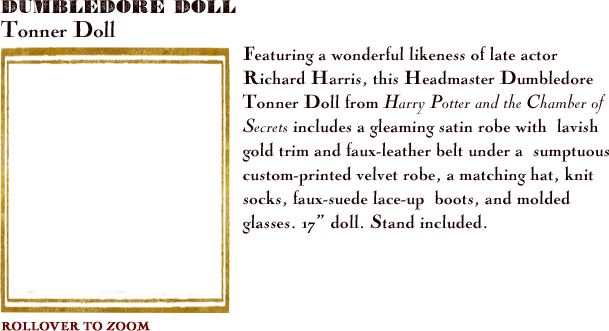 DUMBLEDORE DOLL
Tonner Doll
Featuring a wonderful likeness of late actor
Richard Harris, this Headmaster Dumbledore
Tonner Doll from Harry Potter and the Chamber of
Secrets includes a gleaming satin robe with lavish
gold trim and faux-leather belt under a sumptuous
custom-printed velvet robe, a matching hat, knit
socks, faux-suede lace-up boots, and molded
glasses. 17” doll. Stand included.
ROLLOVER TO ZOOM